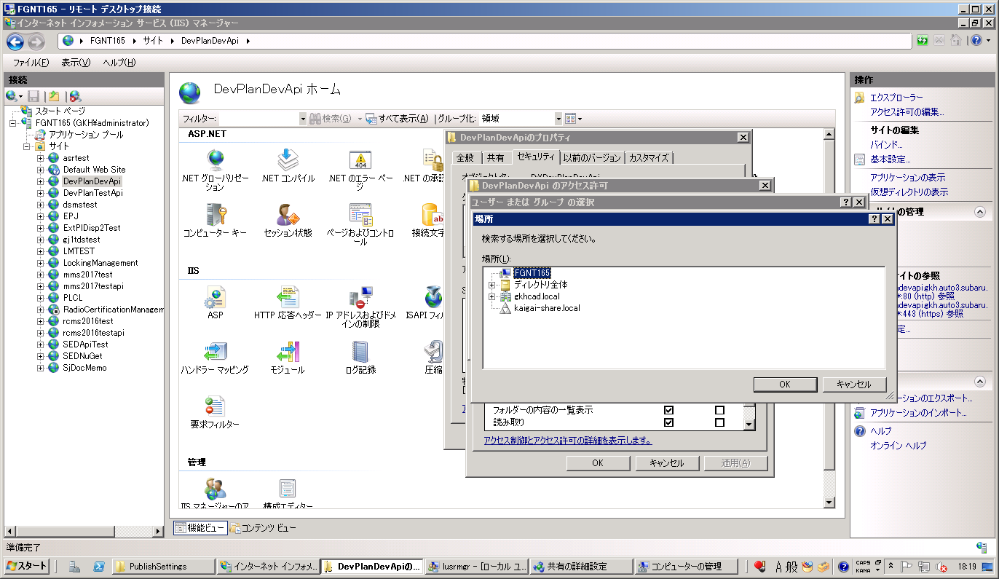 FGNT165 - リモート デスクトップ接続
インターネット インフォメーション サービス (IIS) マネージャー
FGNT165 サイト DevPlanDevApi
ファイル(F) 表示(V) ヘルプ(H)
接続
スタート ページ
FGNT165 (GKH¥administrator)
アプリケーション プール
サイト
asrtest
Default Web Site
DevPlanDevApi
DevPlanTestApi
dsmstest
EPJ
ExtPIDisp2Test
gj1tdstest
LMTEST
LockingManagement
mms2017test
mms2017testapi
PLCL
RadioCertificationManagem
rcms2016test
rcms2016testapi
SEDApiTest
SEDNuGet
SjDocMemo
DevPlanDevApi ホーム
フィルター: 検索(G) すべて表示(A) グループ化: 領域
ASP.NET
.NET グローバリゼーション
.NET コンパイル
.NET のエラー ページ
.NET の承認
コンピューター キー
セッション状態
ページおよびコントロール
接続文字
IIS
ASP
HTTP 応答ヘッダー
IP アドレスおよびドメインの制限
ISAPI フィル
ハンドラー マッピング
モジュール
ログ記録
圧縮
要求フィルター
管理
IIS マネージャーのア
構成エディター
機能ビュー コンテンツ ビュー
DevPlanDevApiのプロパティ
全般 共有 セキュリティ 以前のバージョン カスタマイズ
DevPlanDevApi のアクセス許可
ユーザー または グループ の選択
場所
検索する場所を選択してください。
場所(L):
FGNT165
ディレクトリ全体
gkhcad.local
kaigai-share.local
OK キャンセル
フォルダーの内容の一覧表示
読み取り
アクセス制御とアクセス許可の詳細を表示します。
OK キャンセル 適用(A)
操作
エクスプローラー
アクセス許可の編集...
サイトの編集
バインド...
基本設定...
アプリケーションの表示
仮想ディレクトリの表示
の管理
イトの参照
devapi.gkh.auto3.subaru.
*:80 (http) 参照
devapi.gkh.auto3.subaru.
*:443 (https) 参照
定...
ーションのエクスポート...
アプリケーションのインポート...
ヘルプ
オンライン ヘルプ
準備完了
スタート PublishSettings インターネット インフォメ... DevPlanDevApiの... lusrmgr - [ローカル ユ... 共有の詳細設定 コンピューターの管理 A 般 CAPS KANA 18:19